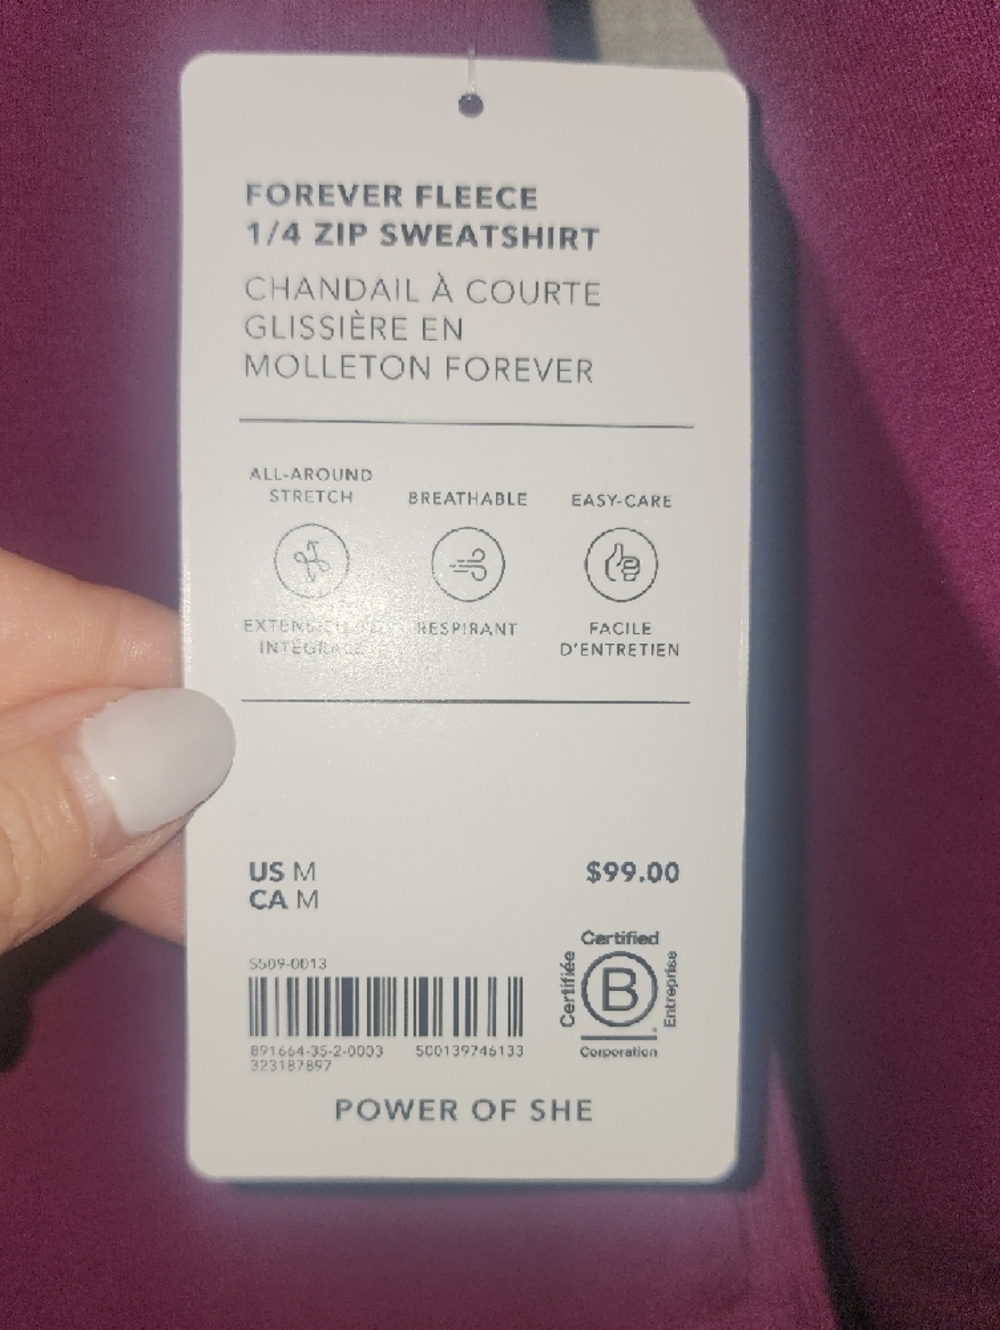 FOREVER FLEECE
1/4 ZIP SWEATSHIRT
CHANDAIL À COURTE
GLISSIÈRE EN
MOLLETON FOREVER
ALL-AROUND
STRETCH
BREATHABLE
EASY-CARE
INTÉGRALE
RESPIRANT
FACILE
D'ENTRETIEN
US M
CA M
$99.00
S509-0013
891664-35-2-0003 500139746133
323187897
Certified
Certifiée
B
Entreprise
Corporation
POWER OF SHE